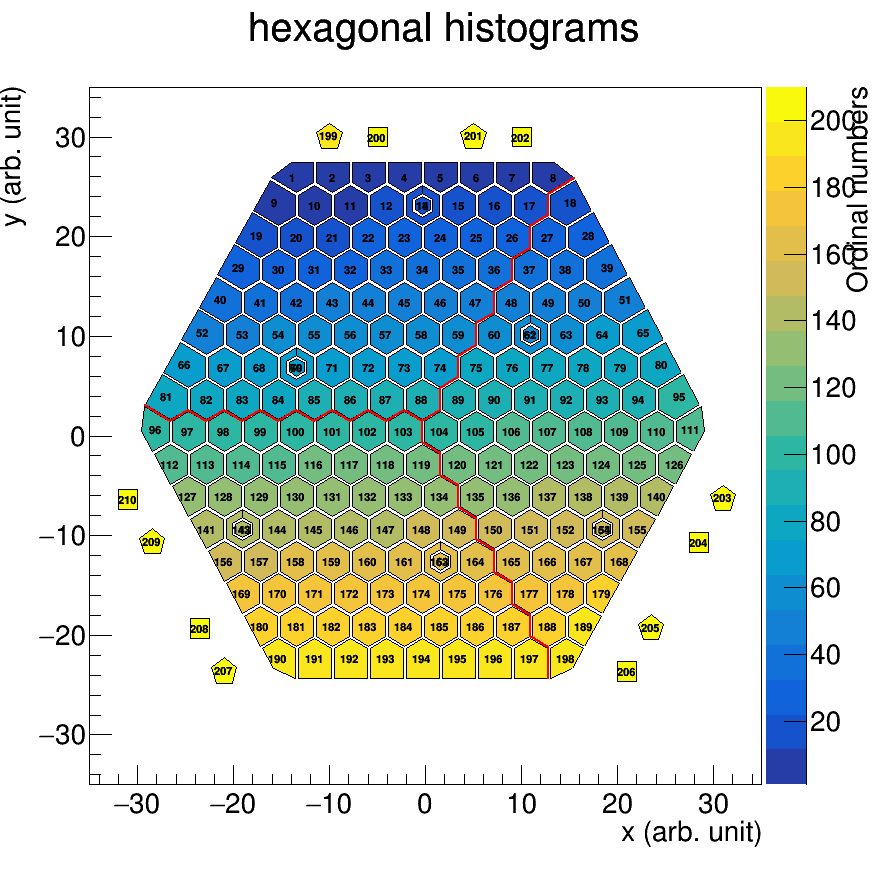 hexagonal histograms
y (arb. unit)
30
20
10
0
−10
−20
−30
199 200 201 202
1 2 3 4 5 6 7 8
9 10 11 12 15 16 17 18
19 20 21 22 23 24 25 26 27 28
29 30 31 32 33 34 35 36 37 38 39
40 41 42 43 44 45 46 47 48 49 50 51
52 53 54 55 56 57 58 59 60 62 63 64 65
66 67 68 71 72 73 74 75 76 77 78 79 80
81 82 83 84 85 86 87 88 89 90 91 92 93 94 95
96 97 98 99 100 101 102 103 104 105 106 107 108 109 110 111
112 113 114 115 116 117 118 119 120 121 122 123 124 125 126
127 128 129 130 131 132 133 134 135 136 137 138 139 140
210 203
141 144 145 146 147 148 149 150 151 152 155
209 204
156 157 158 159 160 161 163 164 165 166 167 168
169 170 171 172 173 174 175 176 177 178 179
180 181 182 183 184 185 186 187 188 189
208 205
190 191 192 193 194 195 196 197 198
207 206
−30 −20 −10 0 10 20 30
x (arb. unit)
200
180
160
140
120
100
80
60
40
20
Ordinal numbers